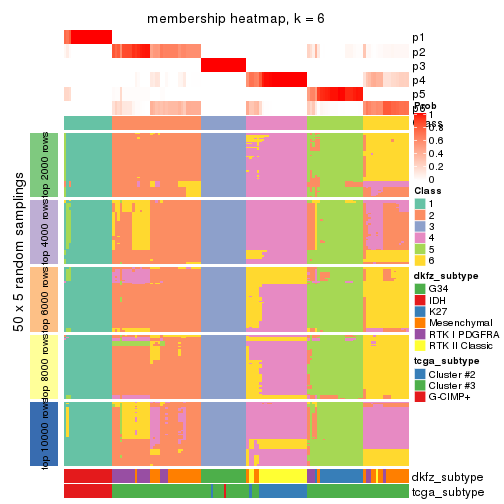 membership heatmap, k = 6
p1
p2
p3
p4
p5
p6
Class
50 x 5 random samplings
top 2000 rows
top 4000 rows
top 6000 rows
top 8000 rows
top 10000 rows
Prob
1
0.8
0.6
0.4
0.2
0
Class
1
2
3
4
5
6
dkfz_subtype
G34
IDH
K27
Mesenchymal
RTK I PDGFRA
RTK II Classic
tcga_subtype
Cluster #2
Cluster #3
G-CIMP+
dkfz_subtype
tcga_subtype